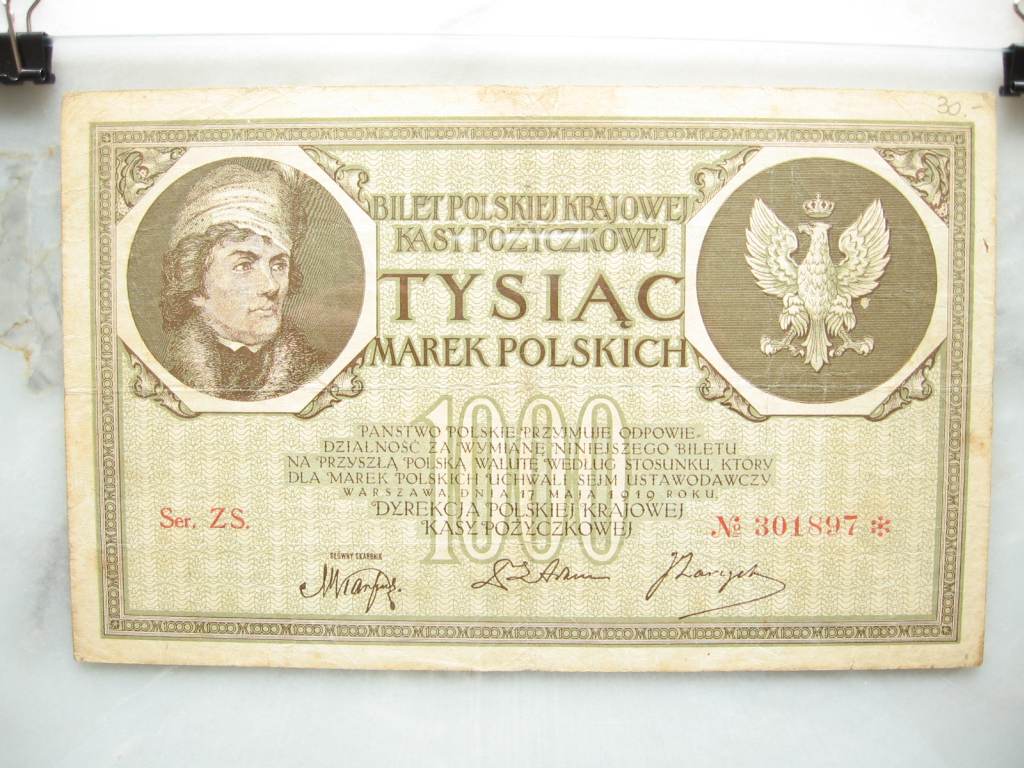 30.-
BILET POLSKIEJ KRAJOWEJ
KASY POŻYCZKOWEJ
TYSIĄC
MAREK POLSKICH
1000
PAŃSTWO POLSKIE PRZYJMUJE ODPOWIE-
DZIALNOŚĆ ZA WYMIANĘ NINIEJSZEGO BILETU
NA PRZYSZŁĄ POLSKĄ WALUTĘ WEDŁUG STOSUNKU, KTÓRY
DLA MAREK POLSKICH UCHWALI SEJM USTAWODAWCZY
WARSZAWA DNIA 17 MAJA 1919 ROKU.
DYREKCJA POLSKIEJ KRAJOWEJ
KASY POŻYCZKOWEJ
Ser. ZS.
№ 301897 *
GŁÓWNY SKARBNIK